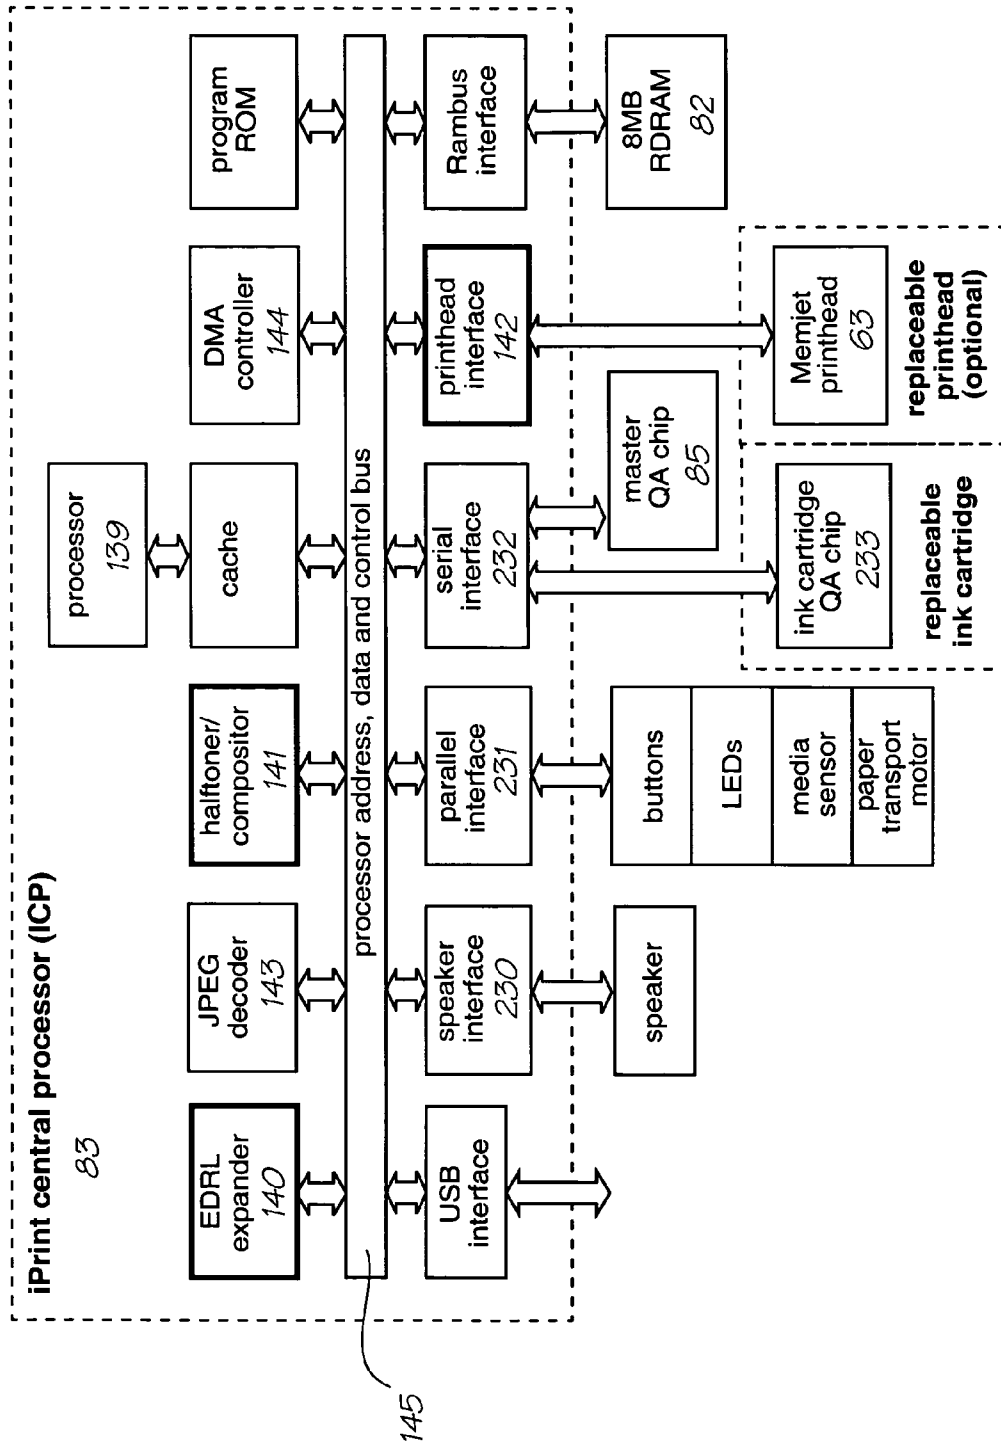 iPrint central processor (ICP)
83
processor
139
EDRL
expander
140
JPEG
decoder
143
halftoner/
compositor
141
cache
DMA
controller
144
program
ROM
processor address, data and control bus
145
USB
interface
speaker
interface
230
parallel
interface
231
serial
interface
232
printhead
interface
142
Rambus
interface
speaker
buttons
LEDs
media
sensor
paper
transport
motor
master
QA chip
85
8MB
RDRAM
82
ink cartridge
QA chip
233
replaceable
ink cartridge
Memjet
printhead
63
replaceable
printhead
(optional)